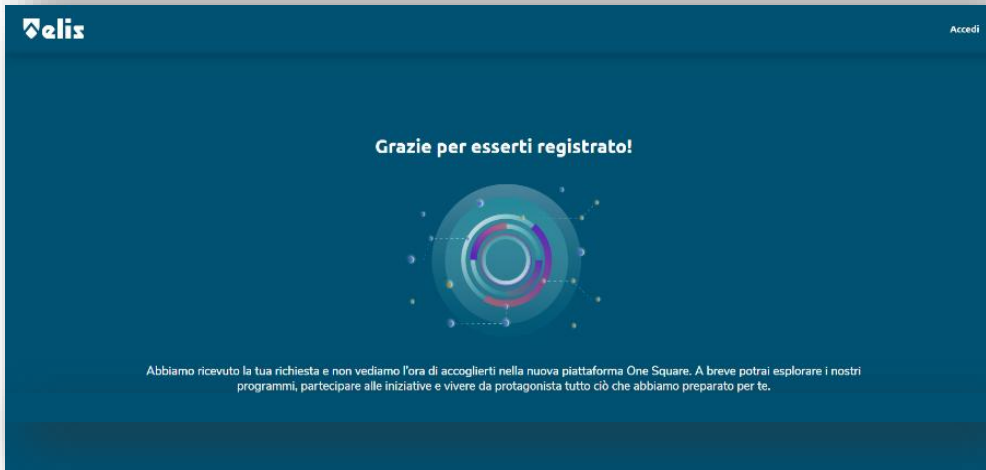 elis
Accedi
Grazie per esserti registrato!
Abbiamo ricevuto la tua richiesta e non vediamo l'ora di accoglierti nella nuova piattaforma One Square. A breve potrai esplorare i nostri
programmi, partecipare alle iniziative e vivere da protagonista tutto ciò che abbiamo preparato per te.